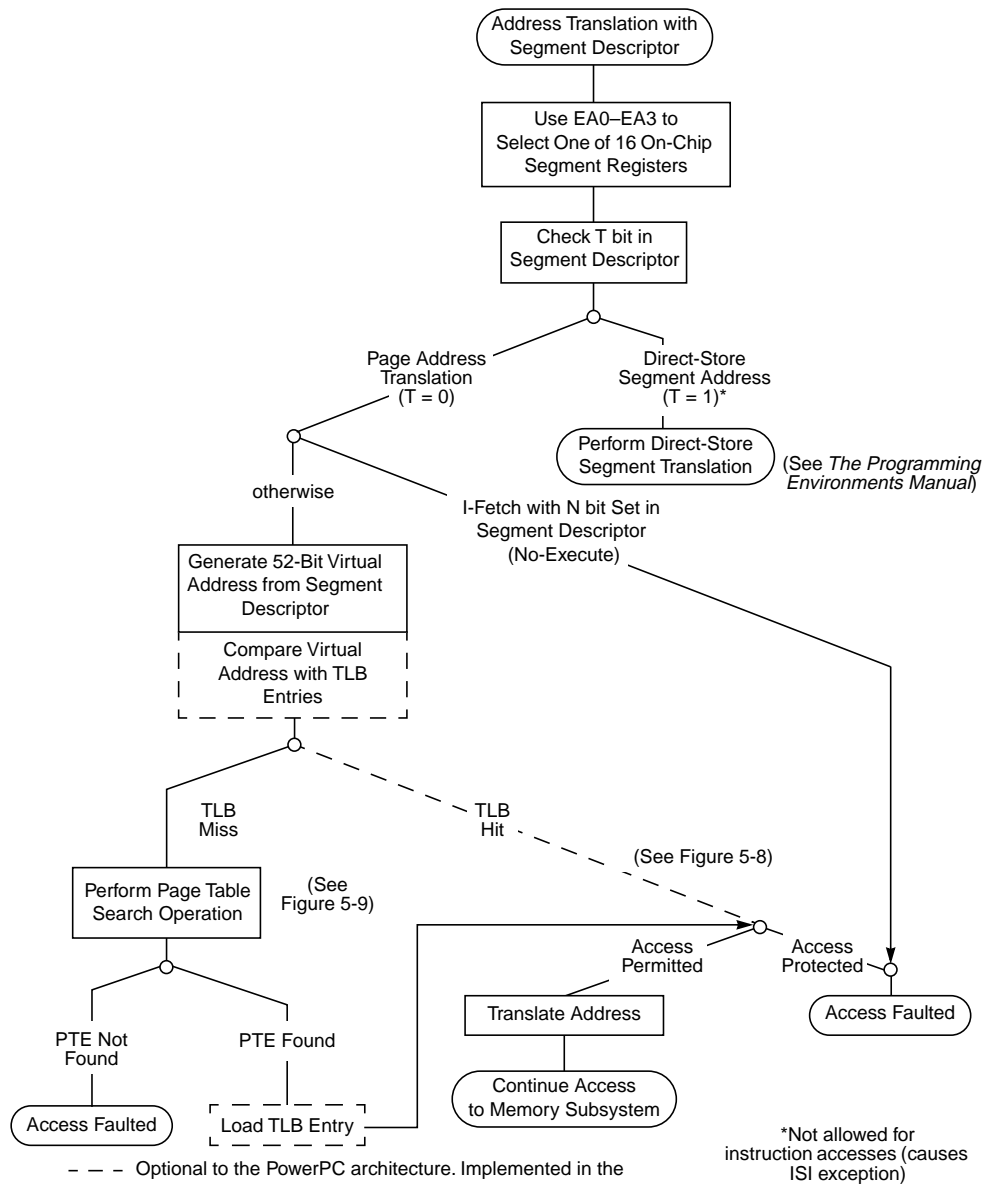 Address Translation with
Segment Descriptor
Use EA0–EA3 to
Select One of 16 On-Chip
Segment Registers
Check T bit in
Segment Descriptor
Page Address
Translation
(T = 0)
Direct-Store
Segment Address
(T = 1)*
Perform Direct-Store
Segment Translation
(See The Programming
Environments Manual)
otherwise
I-Fetch with N bit Set in
Segment Descriptor
(No-Execute)
Generate 52-Bit Virtual
Address from Segment
Descriptor
Compare Virtual
Address with TLB
Entries
TLB
Miss
TLB
Hit
(See Figure 5-8)
Perform Page Table
Search Operation
(See
Figure 5-9)
Access
Permitted
Access
Protected
Translate Address
Access Faulted
PTE Not
Found
PTE Found
Continue Access
to Memory Subsystem
Access Faulted
Load TLB Entry
*Not allowed for
instruction accesses (causes
ISI exception)
Optional to the PowerPC architecture. Implemented in the